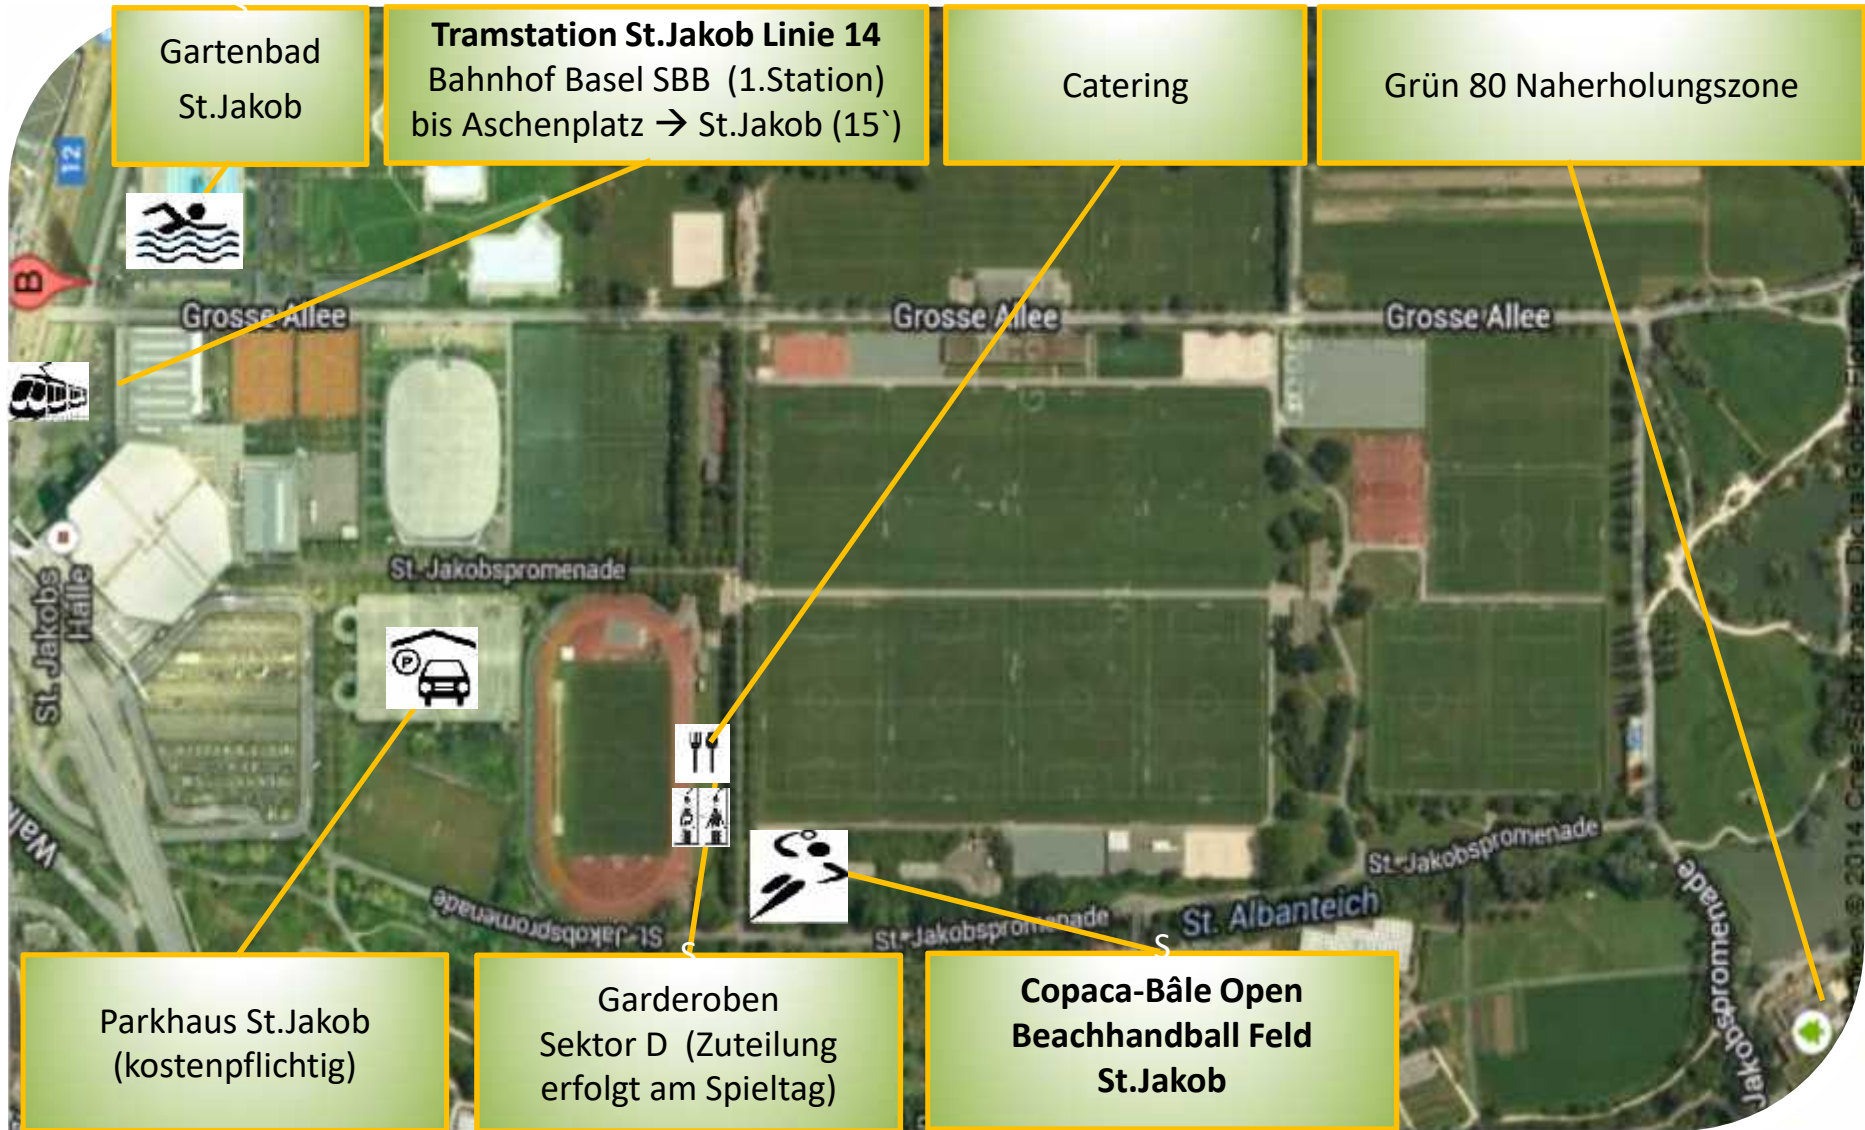 Gartenbad
St.Jakob
Tramstation St.Jakob Linie 14
Bahnhof Basel SBB (1.Station)
bis Aschenplatz → St.Jakob (15`)
Catering
Grün 80 Naherholungszone
12
B
Grosse Allee
Grosse Allee
Grosse Allee
St. Jakobspromenade
St. Jakobs
Halle
P
St.-Jakobspromenade
St.-Jakobspromenade
St.-Jakobspromenade
St. Albanteich
Jakobspromenade
S
S
Parkhaus St.Jakob
(kostenpflichtig)
Garderoben
Sektor D (Zuteilung
erfolgt am Spieltag)
Copaca-Bâle Open
Beachhandball Feld
St.Jakob